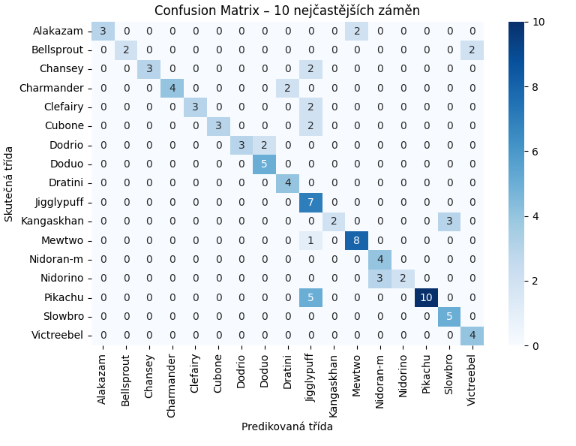 Confusion Matrix – 10 nejčastějších záměn
Skutečná třída
Alakazam 3 0 0 0 0 0 0 0 0 0 0 2 0 0 0 0 0
Bellsprout 0 2 0 0 0 0 0 0 0 0 0 0 0 0 0 0 2
Chansey 0 0 3 0 0 0 0 0 0 2 0 0 0 0 0 0 0
Charmander 0 0 0 4 0 0 0 0 2 0 0 0 0 0 0 0 0
Clefairy 0 0 0 0 3 0 0 0 0 2 0 0 0 0 0 0 0
Cubone 0 0 0 0 0 3 0 0 0 2 0 0 0 0 0 0 0
Dodrio 0 0 0 0 0 0 3 2 0 0 0 0 0 0 0 0 0
Doduo 0 0 0 0 0 0 0 5 0 0 0 0 0 0 0 0 0
Dratini 0 0 0 0 0 0 0 0 4 0 0 0 0 0 0 0 0
Jigglypuff 0 0 0 0 0 0 0 0 0 7 0 0 0 0 0 0 0
Kangaskhan 0 0 0 0 0 0 0 0 0 0 2 0 0 0 0 3 0
Mewtwo 0 0 0 0 0 0 0 0 0 1 0 8 0 0 0 0 0
Nidoran-m 0 0 0 0 0 0 0 0 0 0 0 0 4 0 0 0 0
Nidorino 0 0 0 0 0 0 0 0 0 0 0 0 3 2 0 0 0
Pikachu 0 0 0 0 0 0 0 0 0 5 0 0 0 0 10 0 0
Slowbro 0 0 0 0 0 0 0 0 0 0 0 0 0 0 0 5 0
Victreebel 0 0 0 0 0 0 0 0 0 0 0 0 0 0 0 0 4
Alakazam
Bellsprout
Chansey
Charmander
Clefairy
Cubone
Dodrio
Doduo
Dratini
Jigglypuff
Kangaskhan
Mewtwo
Nidoran-m
Nidorino
Pikachu
Slowbro
Victreebel
Predikovaná třída
10
8
6
4
2
0